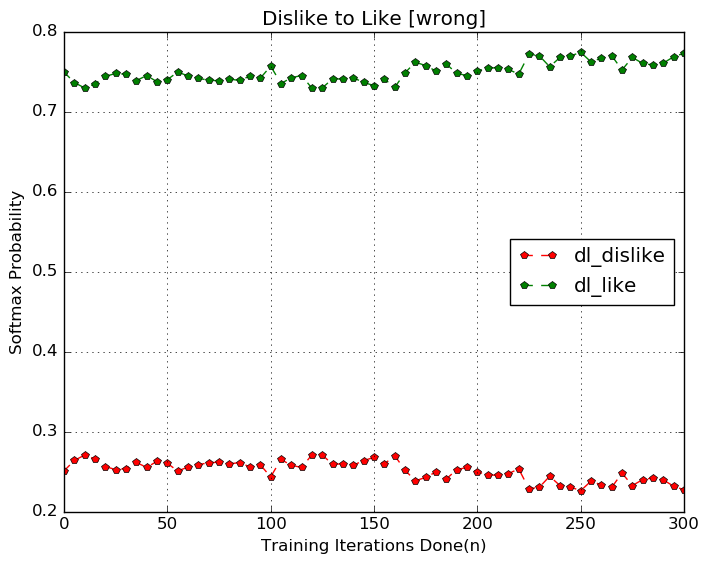 Dislike to Like [wrong]
0.8
0.7
0.6
0.5
0.4
0.3
0.2
Softmax Probability
dl_dislike
dl_like
0 50 100 150 200 250 300
Training Iterations Done(n)